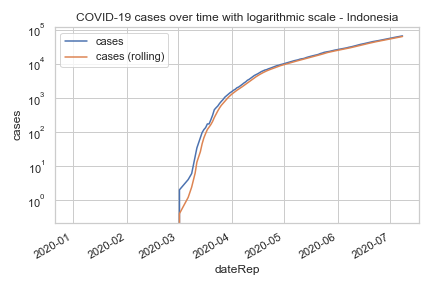 COVID-19 cases over time with logarithmic scale - Indonesia
cases
cases (rolling)
10^5
10^4
10^3
10^2
10^1
10^0
cases
2020-01
2020-02
2020-03
2020-04
2020-05
2020-06
2020-07
dateRep